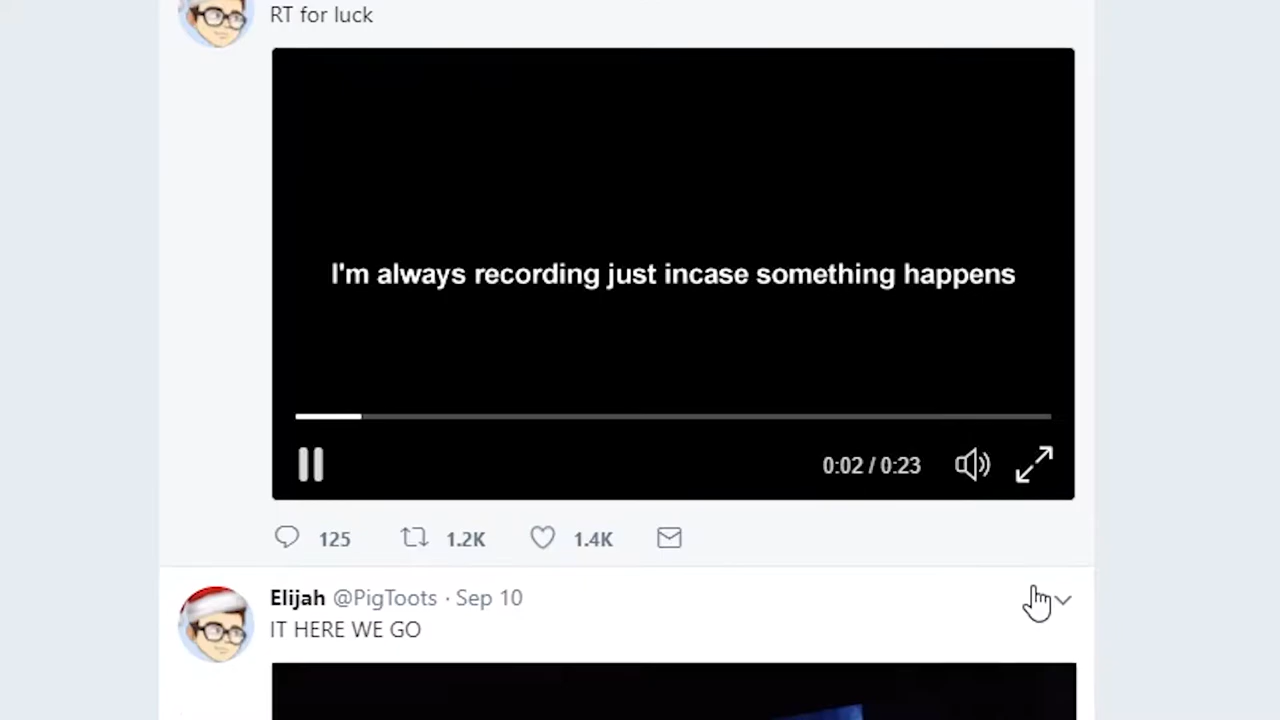 RT for luck
I'm always recording just incase something happens
0:02 / 0:23
125 1.2K 1.4K
Elijah @PigToots · Sep 10
IT HERE WE GO